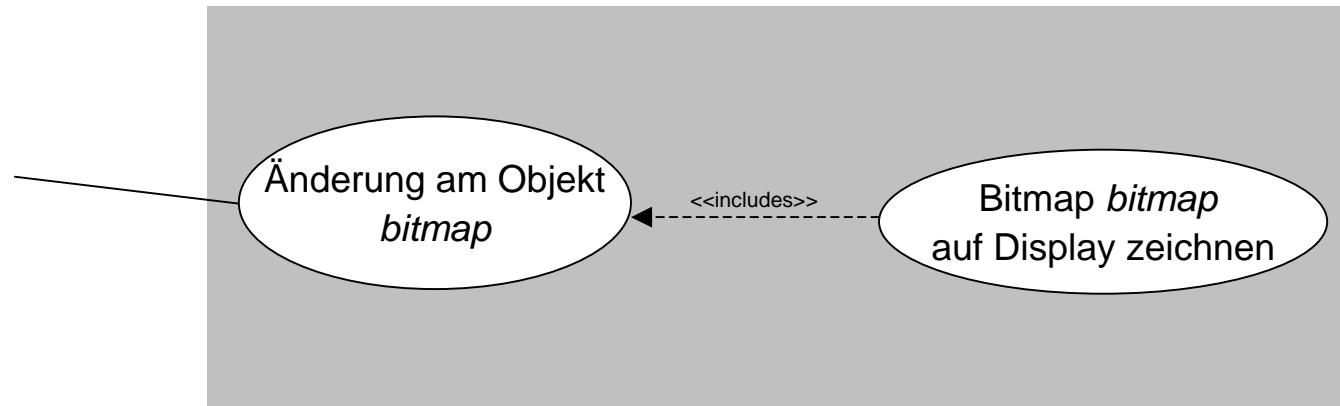 Änderung am Objekt
bitmap
<<includes>>
Bitmap bitmap
auf Display zeichnen